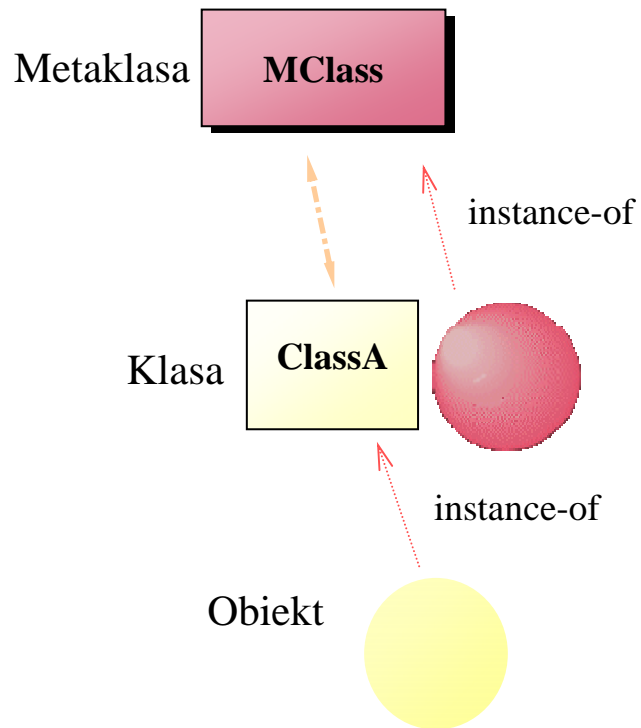 Metaklasa
MClass
instance-of
Klasa
ClassA
instance-of
Obiekt